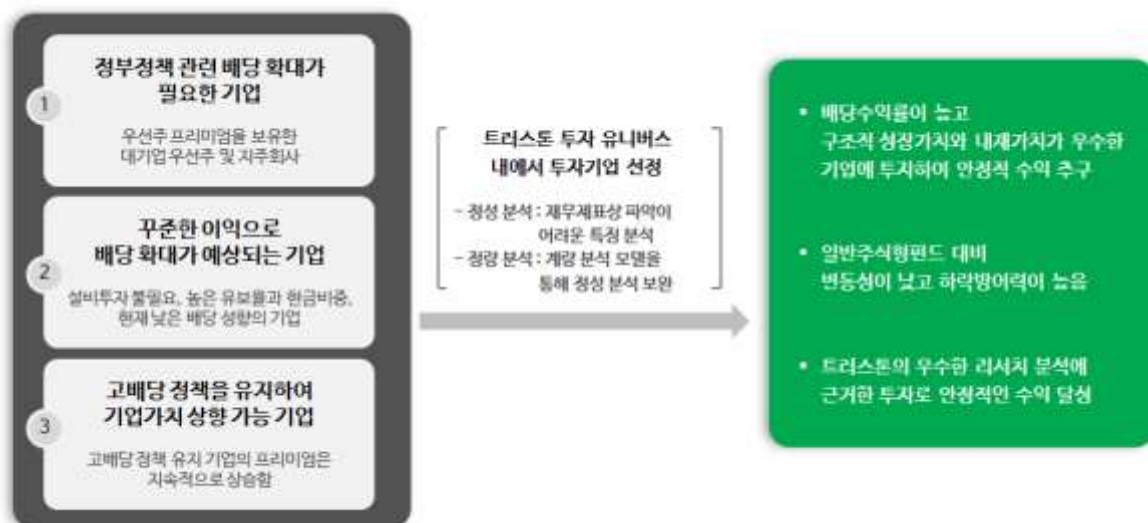 1
정부정책 관련 배당 확대가
필요한 기업
우선주 프리미엄을 보유한
대기업 우선주 및 지주회사
2
꾸준한 이익으로
배당 확대가 예상되는 기업
설비투자 불필요, 높은 유보율과 현금비중,
현재 낮은 배당 성향의 기업
3
고배당 정책을 유지하여
기업가치 상향 가능 기업
고배당 정책 유지 기업의 프리미엄은
지속적으로 상승함
트러스톤 투자 유니버스
내에서 투자기업 선정
- 정성 분석 : 재무제표상 파악이
어려운 특징 분석
- 정량 분석 : 계량 분석 모델을
통해 정성 분석 보완
• 배당수익률이 높고
구조적 성장가치와 내재가치가 우수한
기업에 투자하여 안정적 수익 추구
• 일반주식형펀드 대비
변동성이 낮고 하락방어력이 높음
• 트러스톤의 우수한 리서치 분석에
근거한 투자로 안정적인 수익 달성